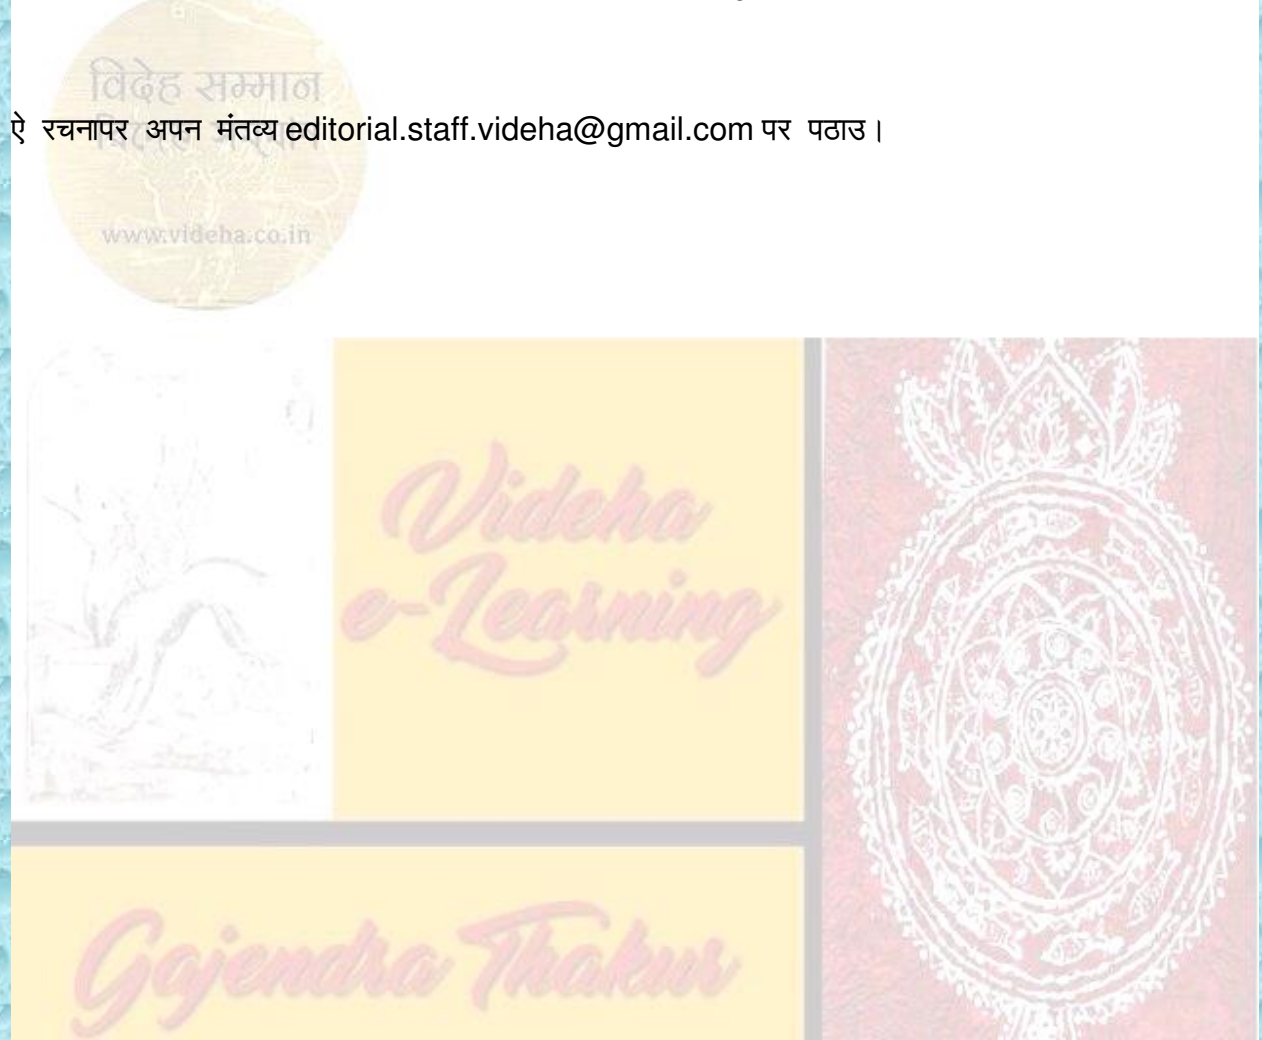 विदेह सम्मान
ऐ रचनापर अपन मंतव्य editorial.staff.videha@gmail.com पर पठाउ।
www.videha.co.in
Videha
e-Learning
Gajendra Thakur